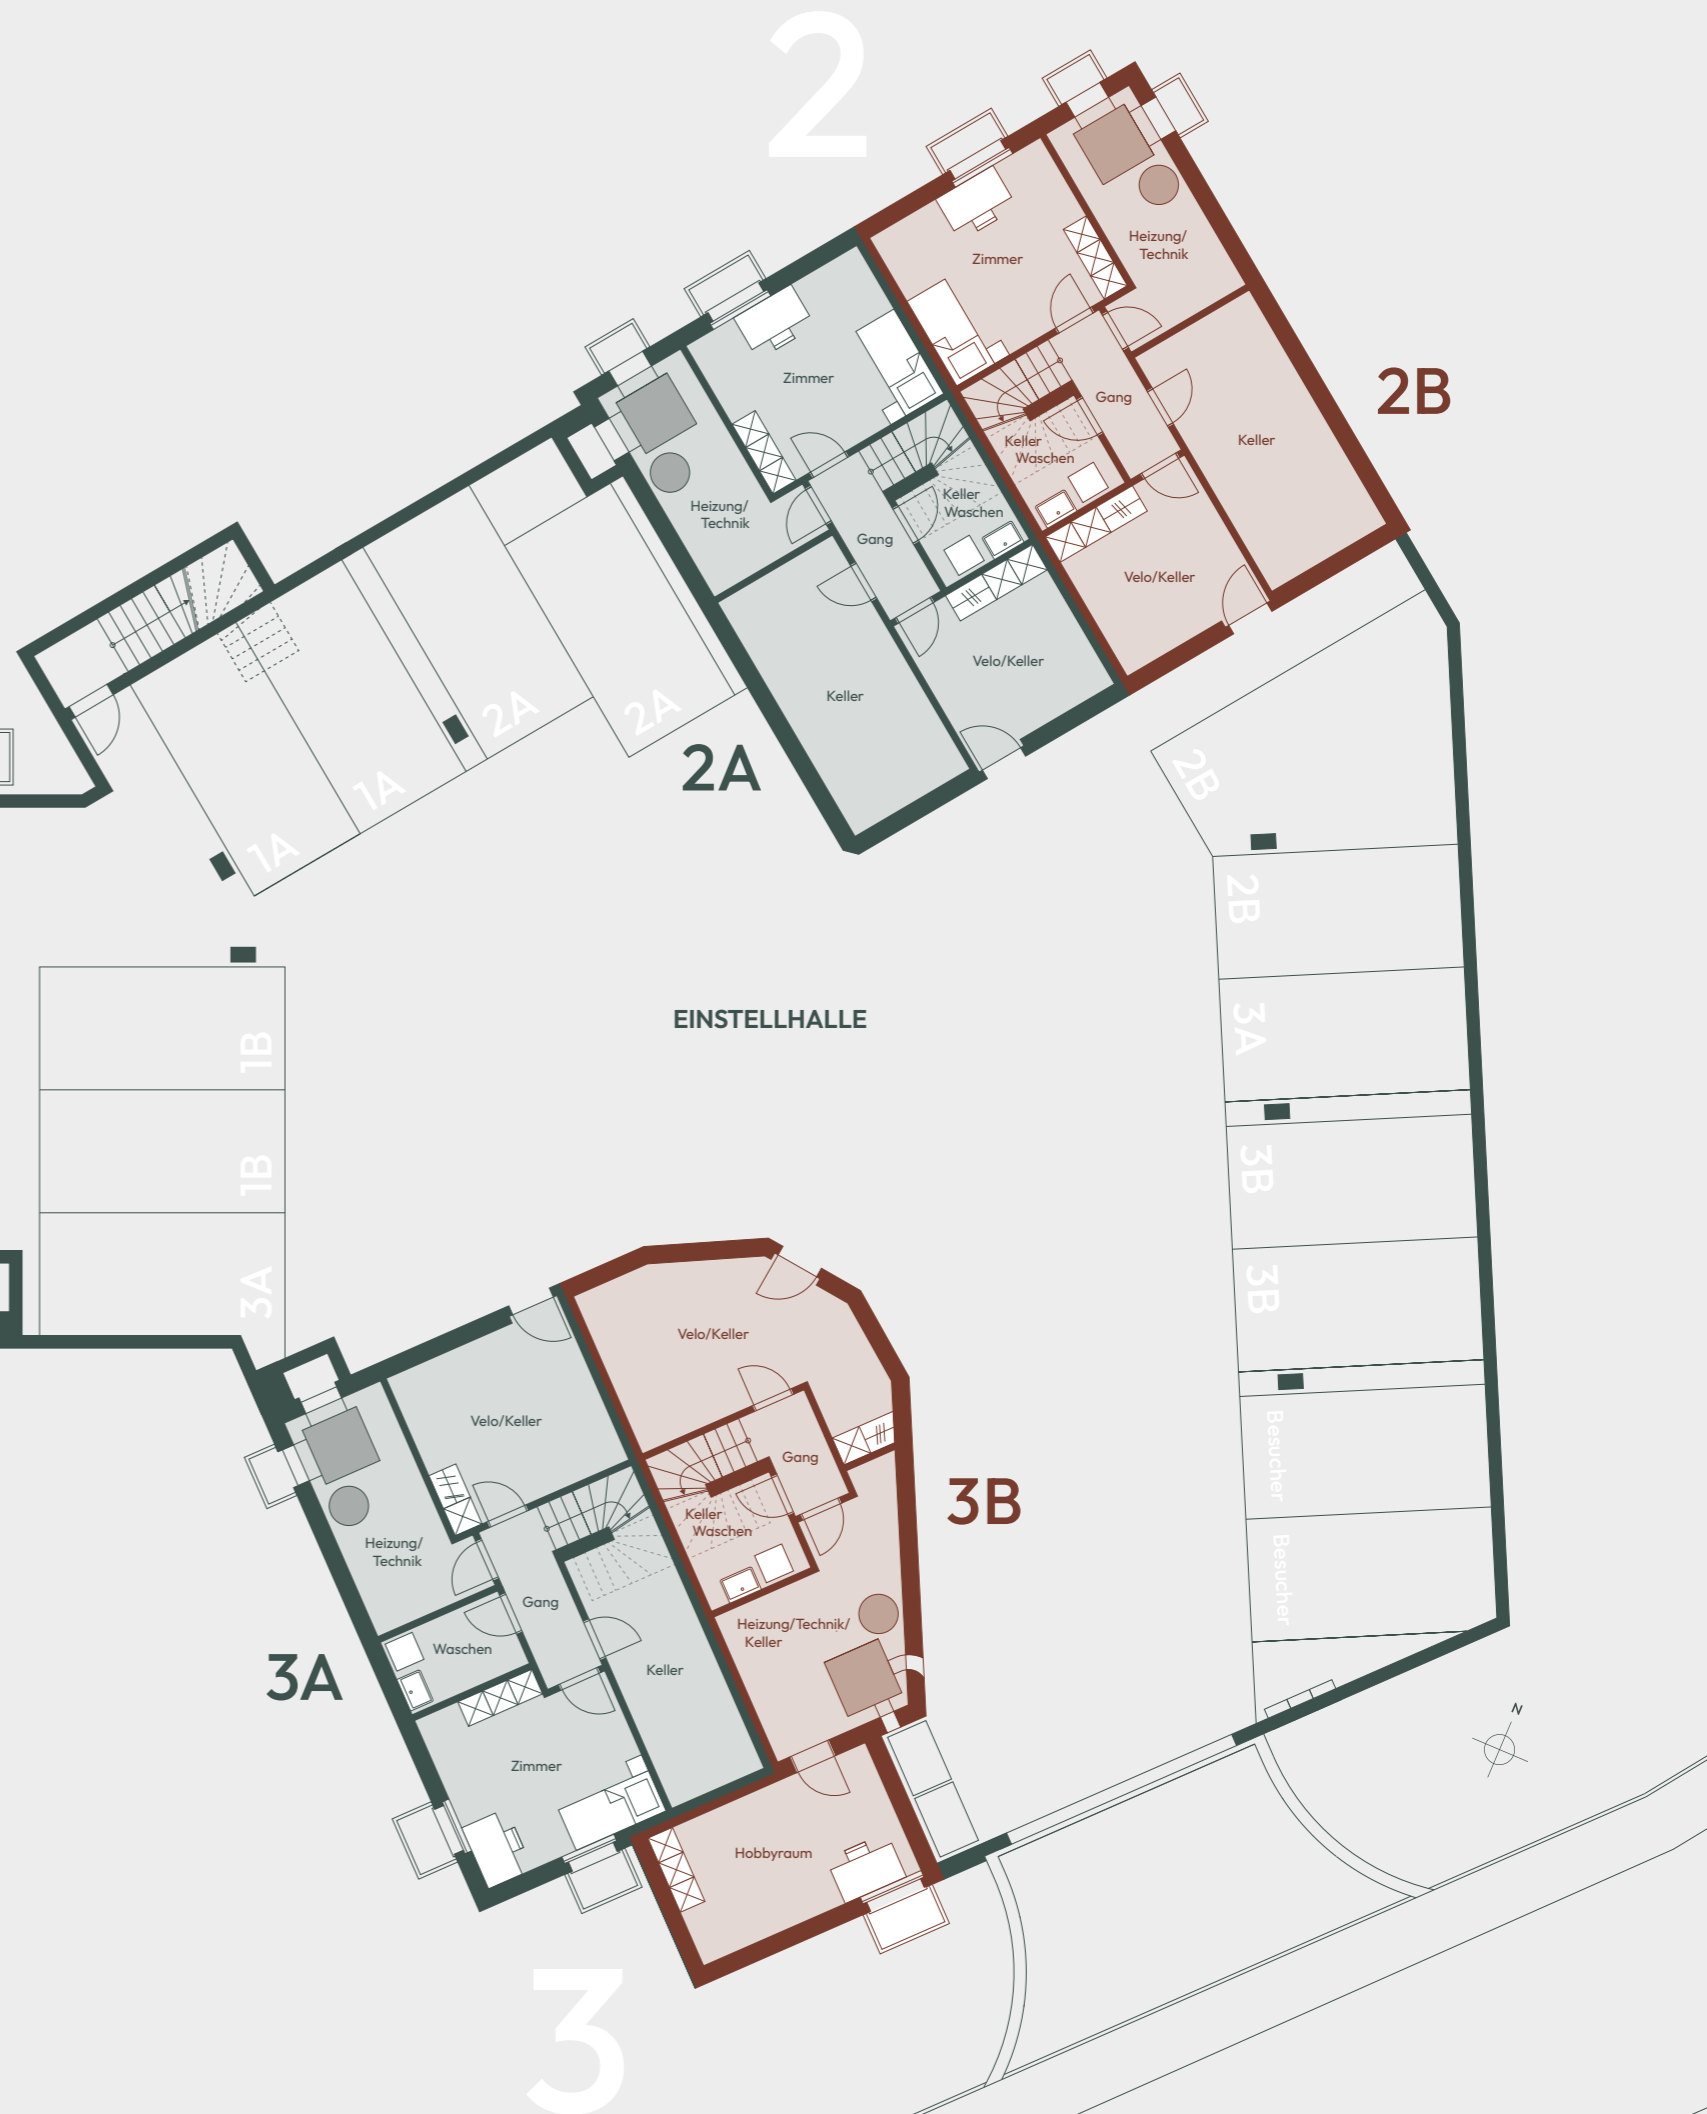 2
2B
Zimmer
Heizung/
Technik
Gang
Keller
Waschen
Keller
Velo/Keller
2A
Zimmer
Heizung/
Technik
Keller
Waschen
Gang
Velo/Keller
Keller
1A
1A
2A
2A
2B
2B
3A
3B
3B
Besucher
Besucher
1B
1B
3A
EINSTELLHALLE
3B
Velo/Keller
Gang
Keller
Waschen
Heizung/Technik/
Keller
Hobbyraum
3A
Velo/Keller
Heizung/
Technik
Gang
Waschen
Keller
Zimmer
3
N